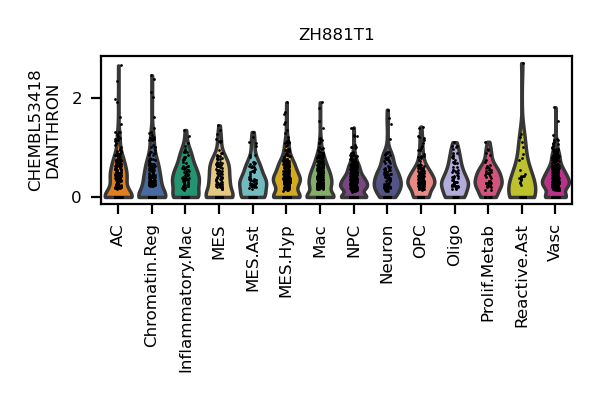 ZH881T1
CHEMBL53418
DANTHRON
2
0
AC
Chromatin.Reg
Inflammatory.Mac
MES
MES.Ast
MES.Hyp
Mac
NPC
Neuron
OPC
Oligo
Prolif.Metab
Reactive.Ast
Vasc